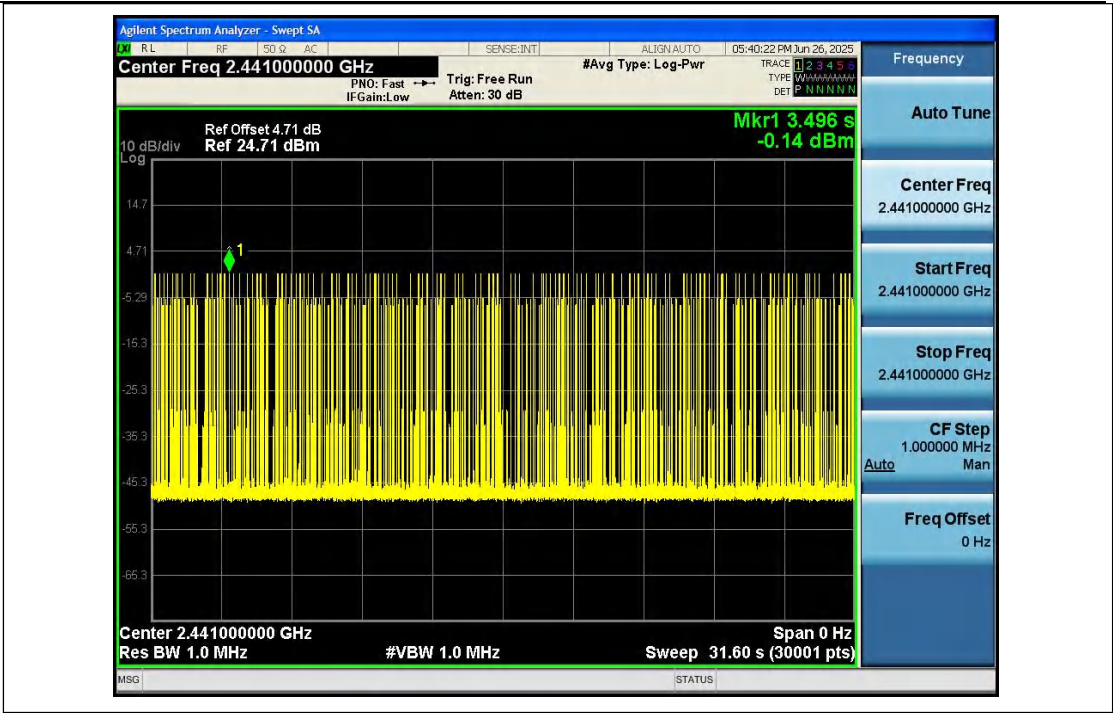 Agilent Spectrum Analyzer - Swept SA
LXI RL RF 50 Ω AC SENSE:INT ALIGN AUTO 05:40:22 PM Jun 26, 2025
Center Freq 2.441000000 GHz #Avg Type: Log-Pwr TRACE 1 2 3 4 5 6
PNO: Fast Trig: Free Run TYPE W
IFGain:Low Atten: 30 dB DET P N N N N N
Frequency
Auto Tune
Mkr1 3.496 s
-0.14 dBm
Ref Offset 4.71 dB
10 dB/div Ref 24.71 dBm
Log
14.7
4.71
-5.29
-15.3
-25.3
-35.3
-45.3
-55.3
-65.3
1
Center 2.441000000 GHz Span 0 Hz
Res BW 1.0 MHz #VBW 1.0 MHz Sweep 31.60 s (30001 pts)
Center Freq
2.441000000 GHz
Start Freq
2.441000000 GHz
Stop Freq
2.441000000 GHz
CF Step
1.000000 MHz
Auto Man
Freq Offset
0 Hz
MSG STATUS